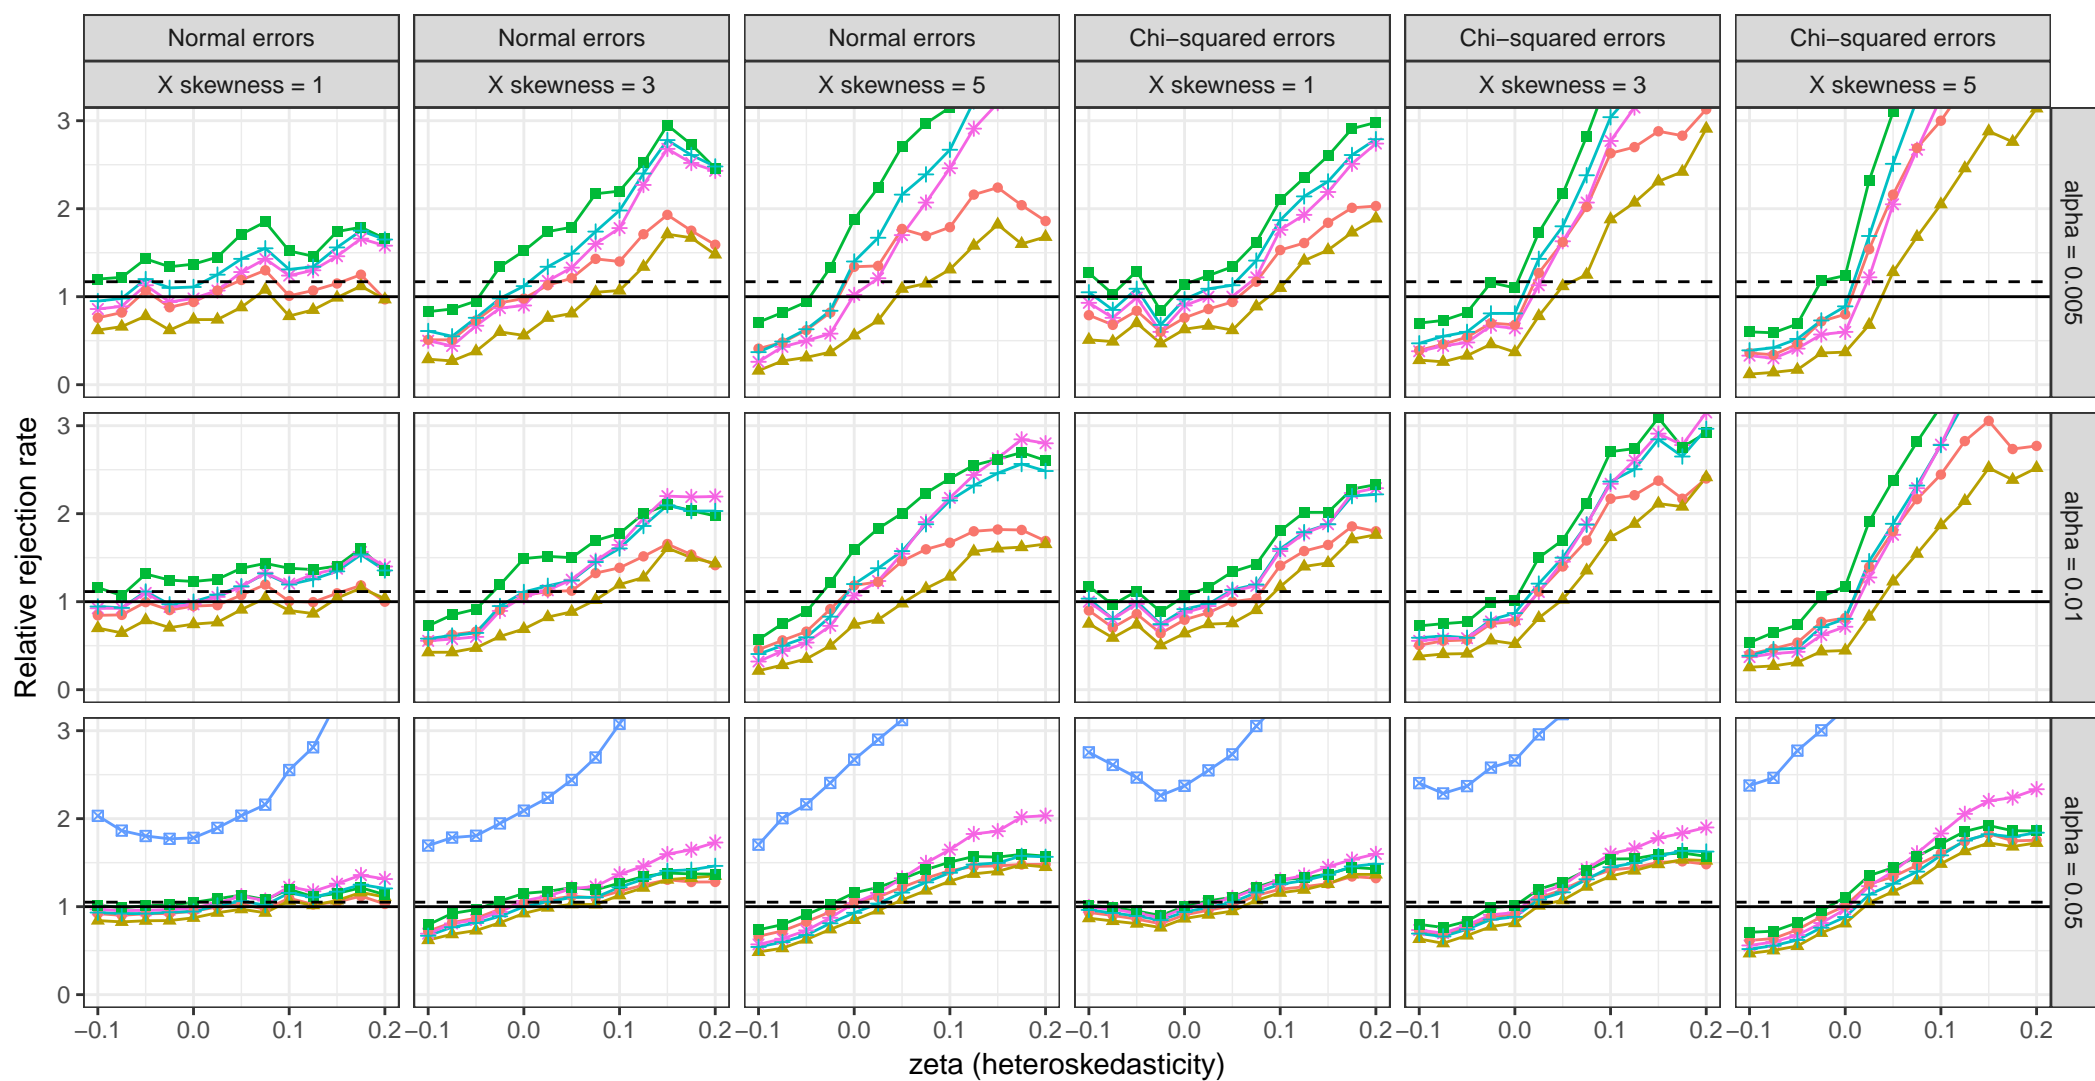 Normal errors Normal errors Normal errors Chi−squared errors Chi−squared errors Chi−squared errors
X skewness = 1 X skewness = 3 X skewness = 5 X skewness = 1 X skewness = 3 X skewness = 5
3
2
1
0
alpha = 0.005
3
2
1
0
alpha = 0.01
3
2
1
0
alpha = 0.05
Relative rejection rate
−0.1 0.0 0.1 0.2 −0.1 0.0 0.1 0.2 −0.1 0.0 0.1 0.2 −0.1 0.0 0.1 0.2 −0.1 0.0 0.1 0.2 −0.1 0.0 0.1 0.2
zeta (heteroskedasticity)